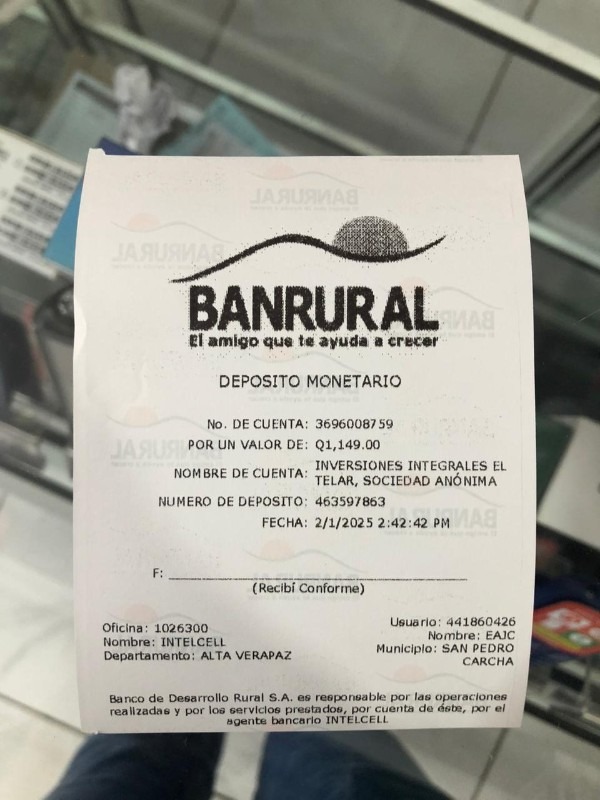 BANRURAL
El amigo que te ayuda a crecer
DEPOSITO MONETARIO
No. DE CUENTA: 3696008759
POR UN VALOR DE: Q1,149.00
NOMBRE DE CUENTA: INVERSIONES INTEGRALES EL
TELAR, SOCIEDAD ANÓNIMA
NUMERO DE DEPOSITO: 463597863
FECHA: 2/1/2025 2:42:42 PM
F:
(Recibí Conforme)
Oficina: 1026300
Nombre: INTELCELL
Departamento: ALTA VERAPAZ
Usuario: 441860426
Nombre: EAJC
Municipio: SAN PEDRO
CARCHA
Banco de Desarrollo Rural S.A. es responsable por las operaciones
realizadas y por los servicios prestados, por cuenta de éste, por el
agente bancario INTELCELL